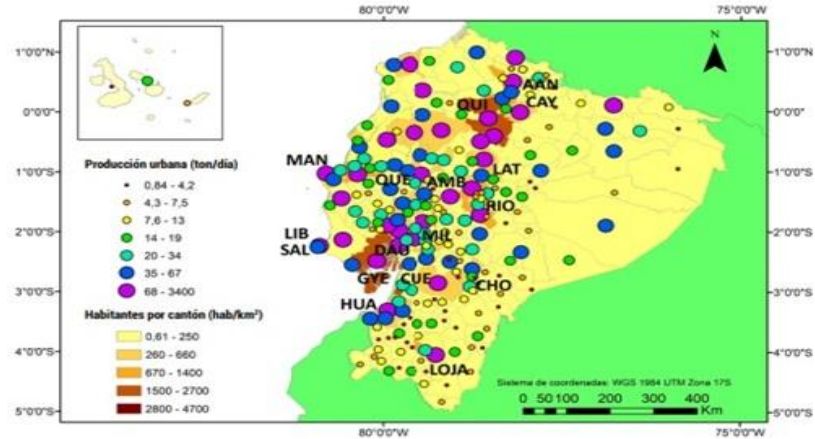 80°0'0"W 75°0'0"W
1°0'0"N
0°0'0"
1°0'0"S
2°0'0"S
3°0'0"S
4°0'0"S
5°0'0"S
N
1°0'0"N
0°0'0"
1°0'0"S
2°0'0"S
3°0'0"S
4°0'0"S
5°0'0"S
AAN
CAY
QUI
MAN
LAT
QUE
AMB
RIO
LIB
SAL
MIL
DAU
GYE
CUE
CHO
HUA
LOJA
Producción urbana (ton/día)
0,84 - 4,2
4,3 - 7,5
7,6 - 13
14 - 19
20 - 34
35 - 67
68 - 3400
Habitantes por cantón (hab/km²)
0,61 - 250
260 - 660
670 - 1400
1500 - 2700
2800 - 4700
Sistema de coordenadas: WGS 1984 UTM Zona 17S
0 50 100 200 300 400
Km
80°0'0"W 75°0'0"W